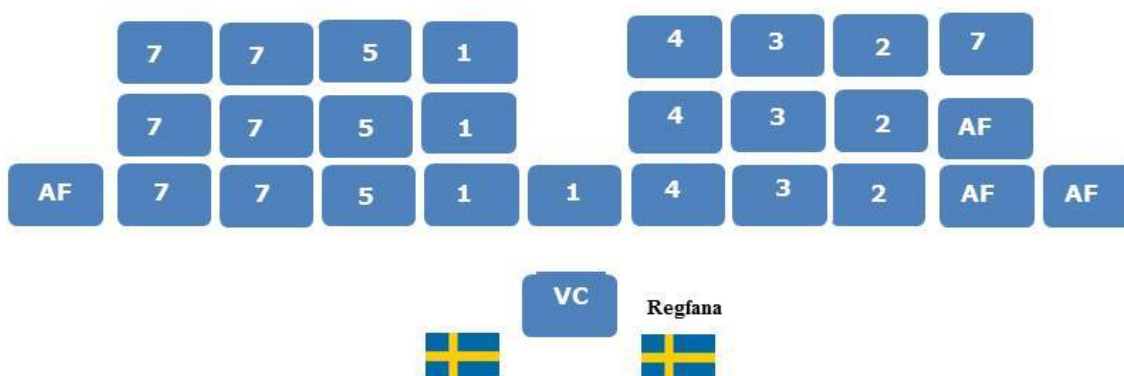 7 7 5 1 4 3 2 7
7 7 5 1 4 3 2 AF
AF 7 7 5 1 1 4 3 2 AF AF
VC
Regfana